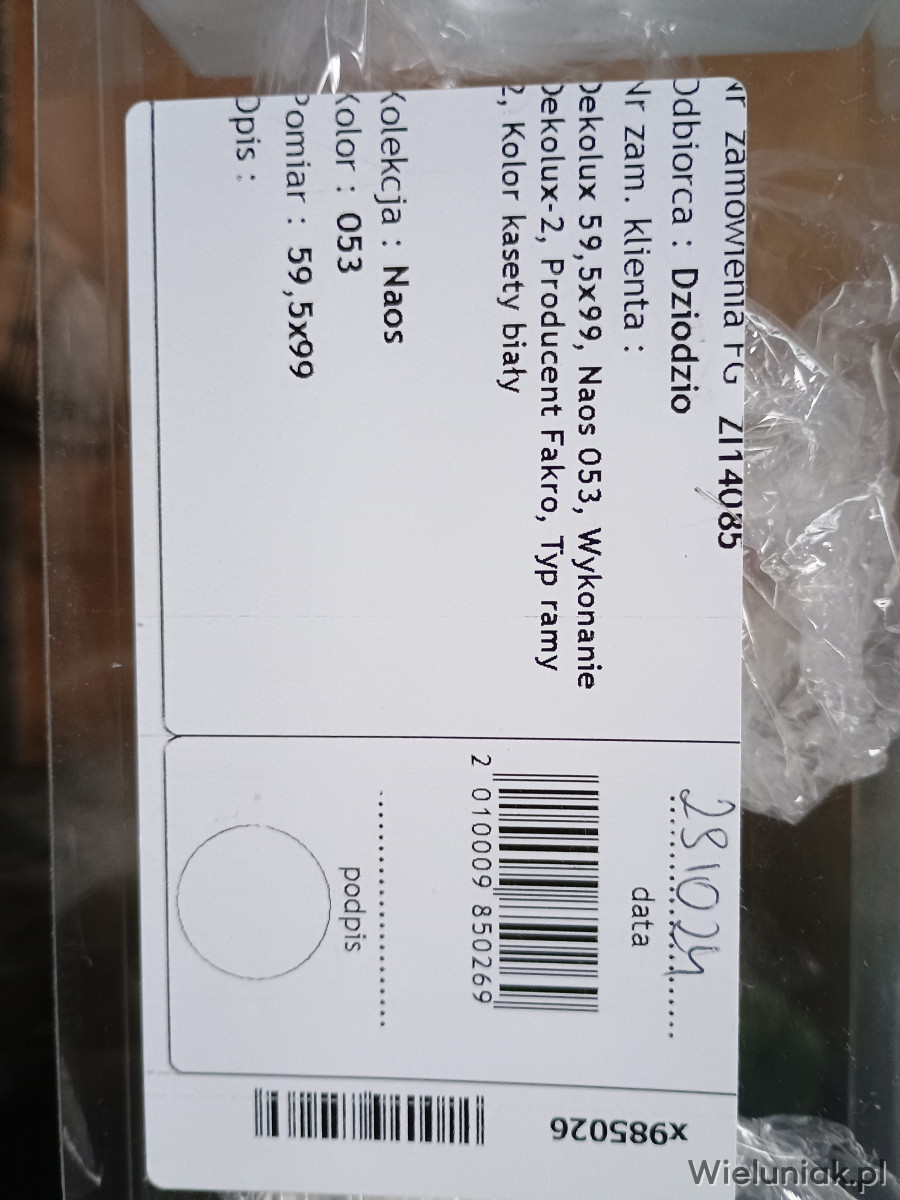 Nr zamówienia FG ZI14085
Odbiorca : Dziodzio
Nr zam. klienta :
Dekolux 59,5x99, Naos 053, Wykonanie
Dekolux-2, Producent Fakro, Typ ramy
2, Kolor kasety biały
Kolekcja : Naos
Kolor : 053
Pomiar : 59,5x99
Opis :
28.10.24
data
2 010009 850269
podpis
x985026
Wieluniak.pl